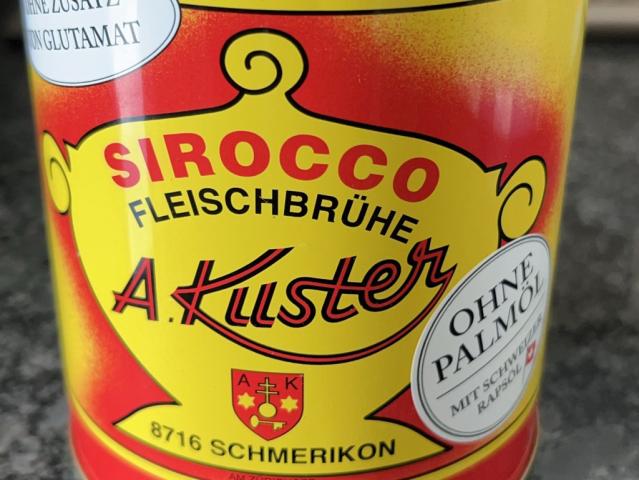 OHNE ZUSATZ
VON GLUTAMAT
SIROCCO
FLEISCHBRÜHE
A. Kuster
OHNE
PALMÖL
MIT SCHWEIZER
RAPSÖL
A K
8716 SCHMERIKON